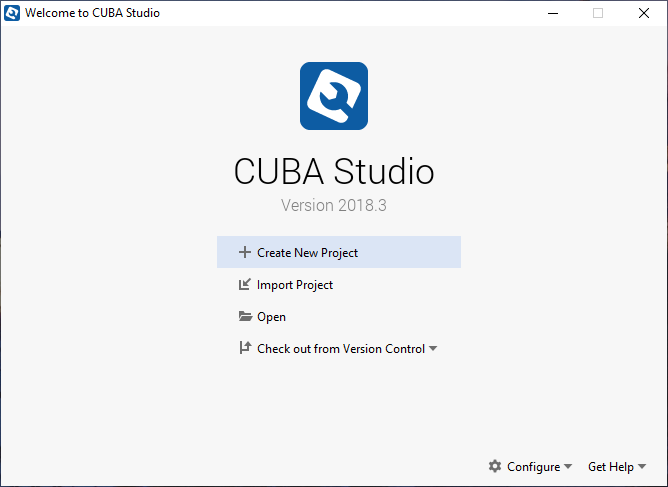 Welcome to CUBA Studio
CUBA Studio
Version 2018.3
Create New Project
Import Project
Open
Check out from Version Control
Configure
Get Help